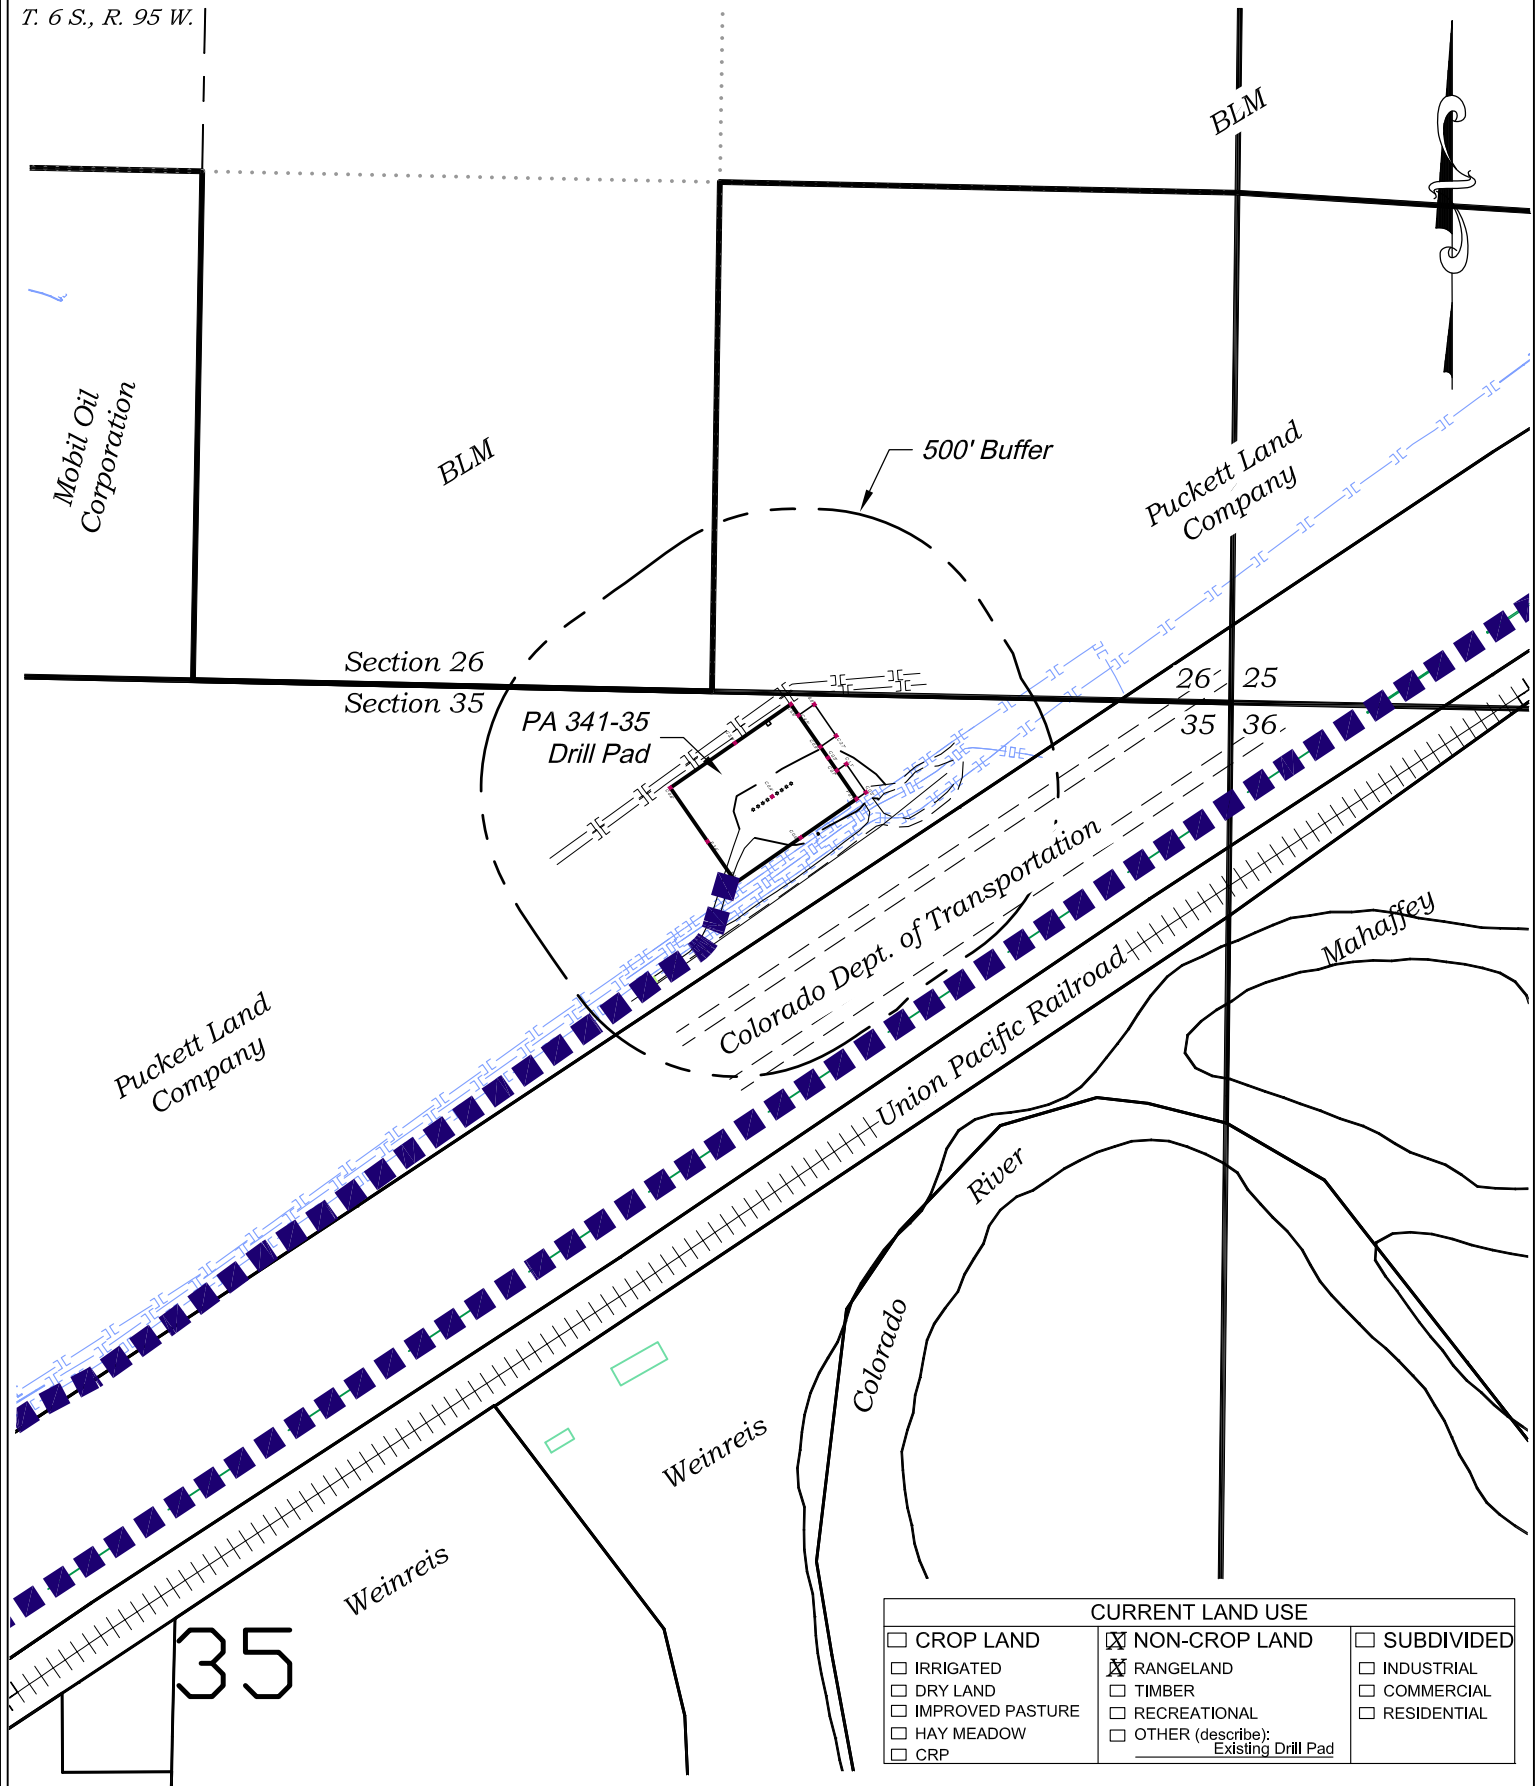 T. 6 S., R. 95 W.
BLM
Mobil Oil
Corporation
BLM
500' Buffer
Puckett Land
Company
Section 26
Section 35
26
25
35
36
PA 341-35
Drill Pad
Colorado Dept. of Transportation
Union Pacific Railroad
Mahaffey
Puckett Land
Company
River
Colorado
Weinreis
Weinreis
35
CURRENT LAND USE
CROP LAND
IRRIGATED
DRY LAND
IMPROVED PASTURE
HAY MEADOW
CRP
X NON-CROP LAND
X RANGELAND
TIMBER
RECREATIONAL
OTHER (describe):
Existing Drill Pad
SUBDIVIDED
INDUSTRIAL
COMMERCIAL
RESIDENTIAL